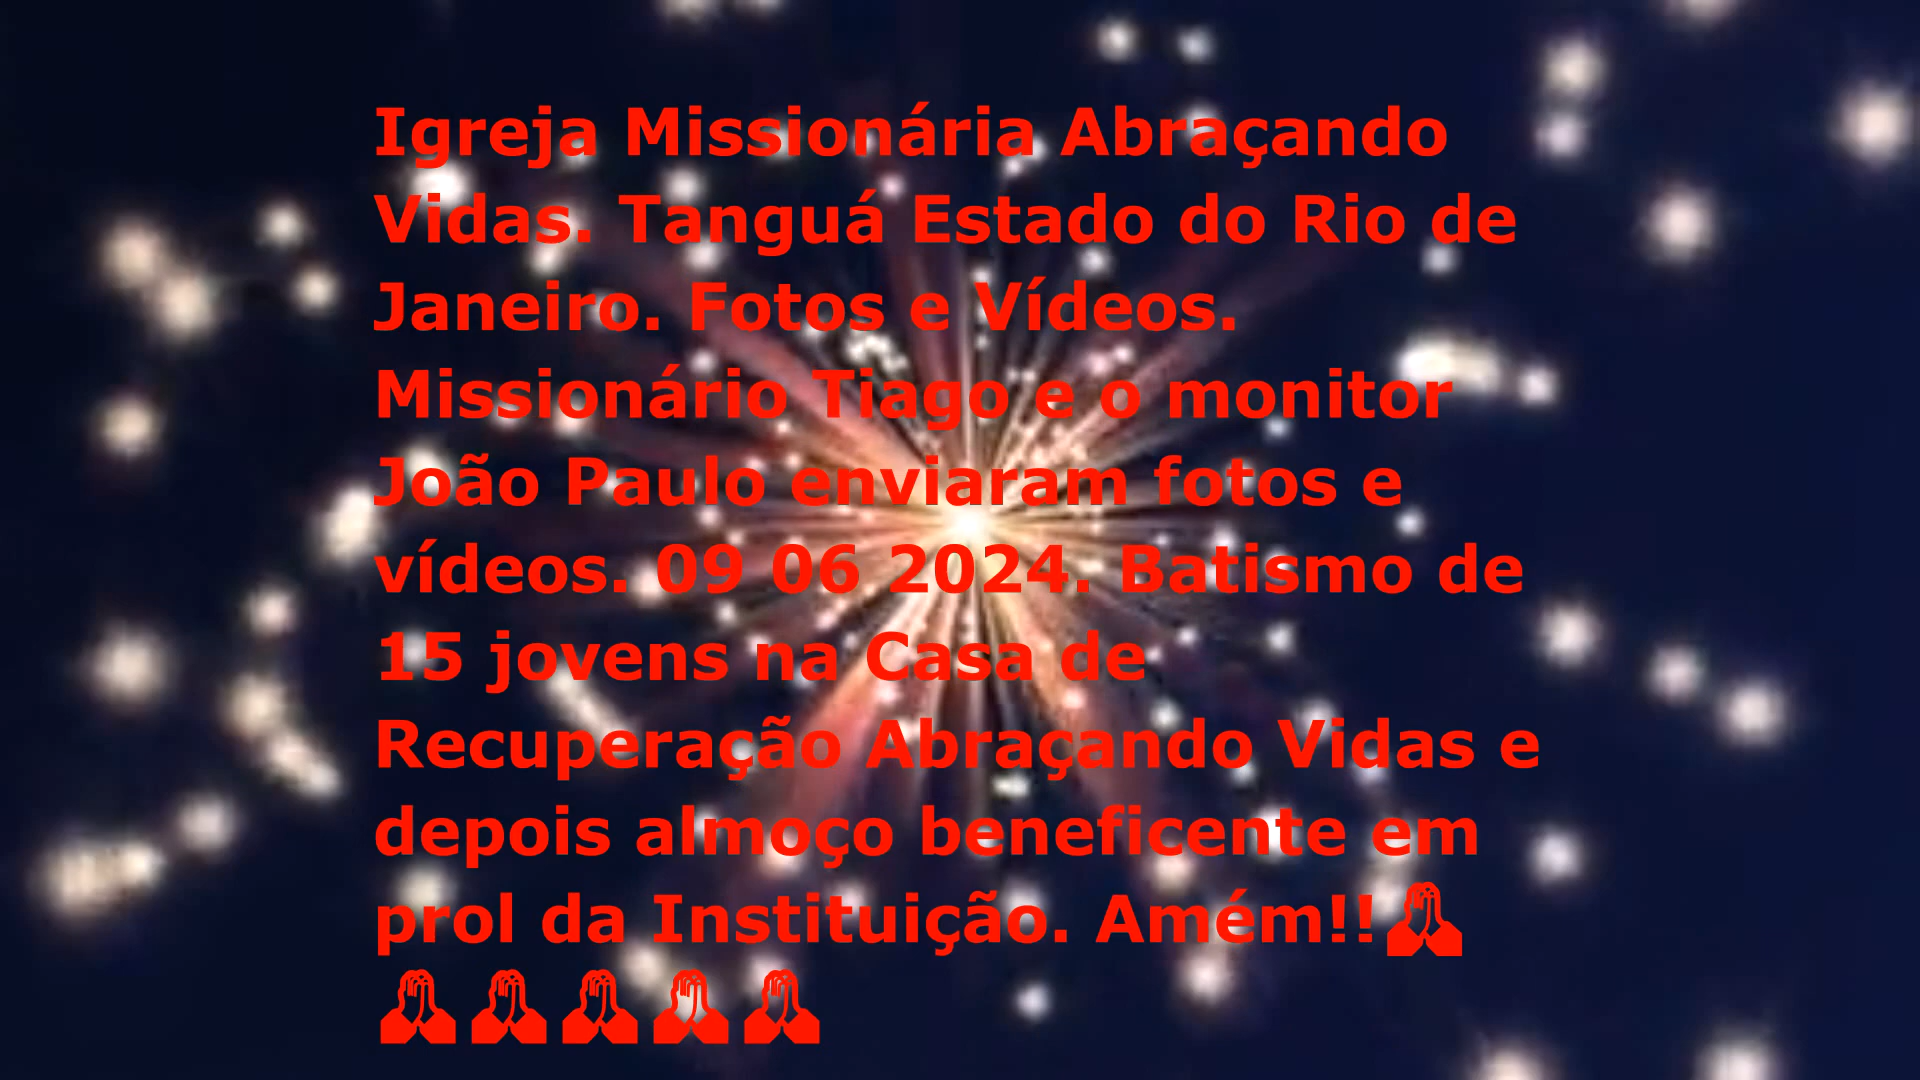 Igreja Missionária Abraçando
Vidas. Tanguá Estado do Rio de
Janeiro. Fotos e Vídeos.
Missionário Tiago e o monitor
João Paulo enviaram fotos e
vídeos. 09 06 2024. Batismo de
15 jovens na Casa de
Recuperação Abraçando Vidas e
depois almoço beneficente em
prol da Instituição. Amém!!🙏
🙏🙏🙏🙏🙏